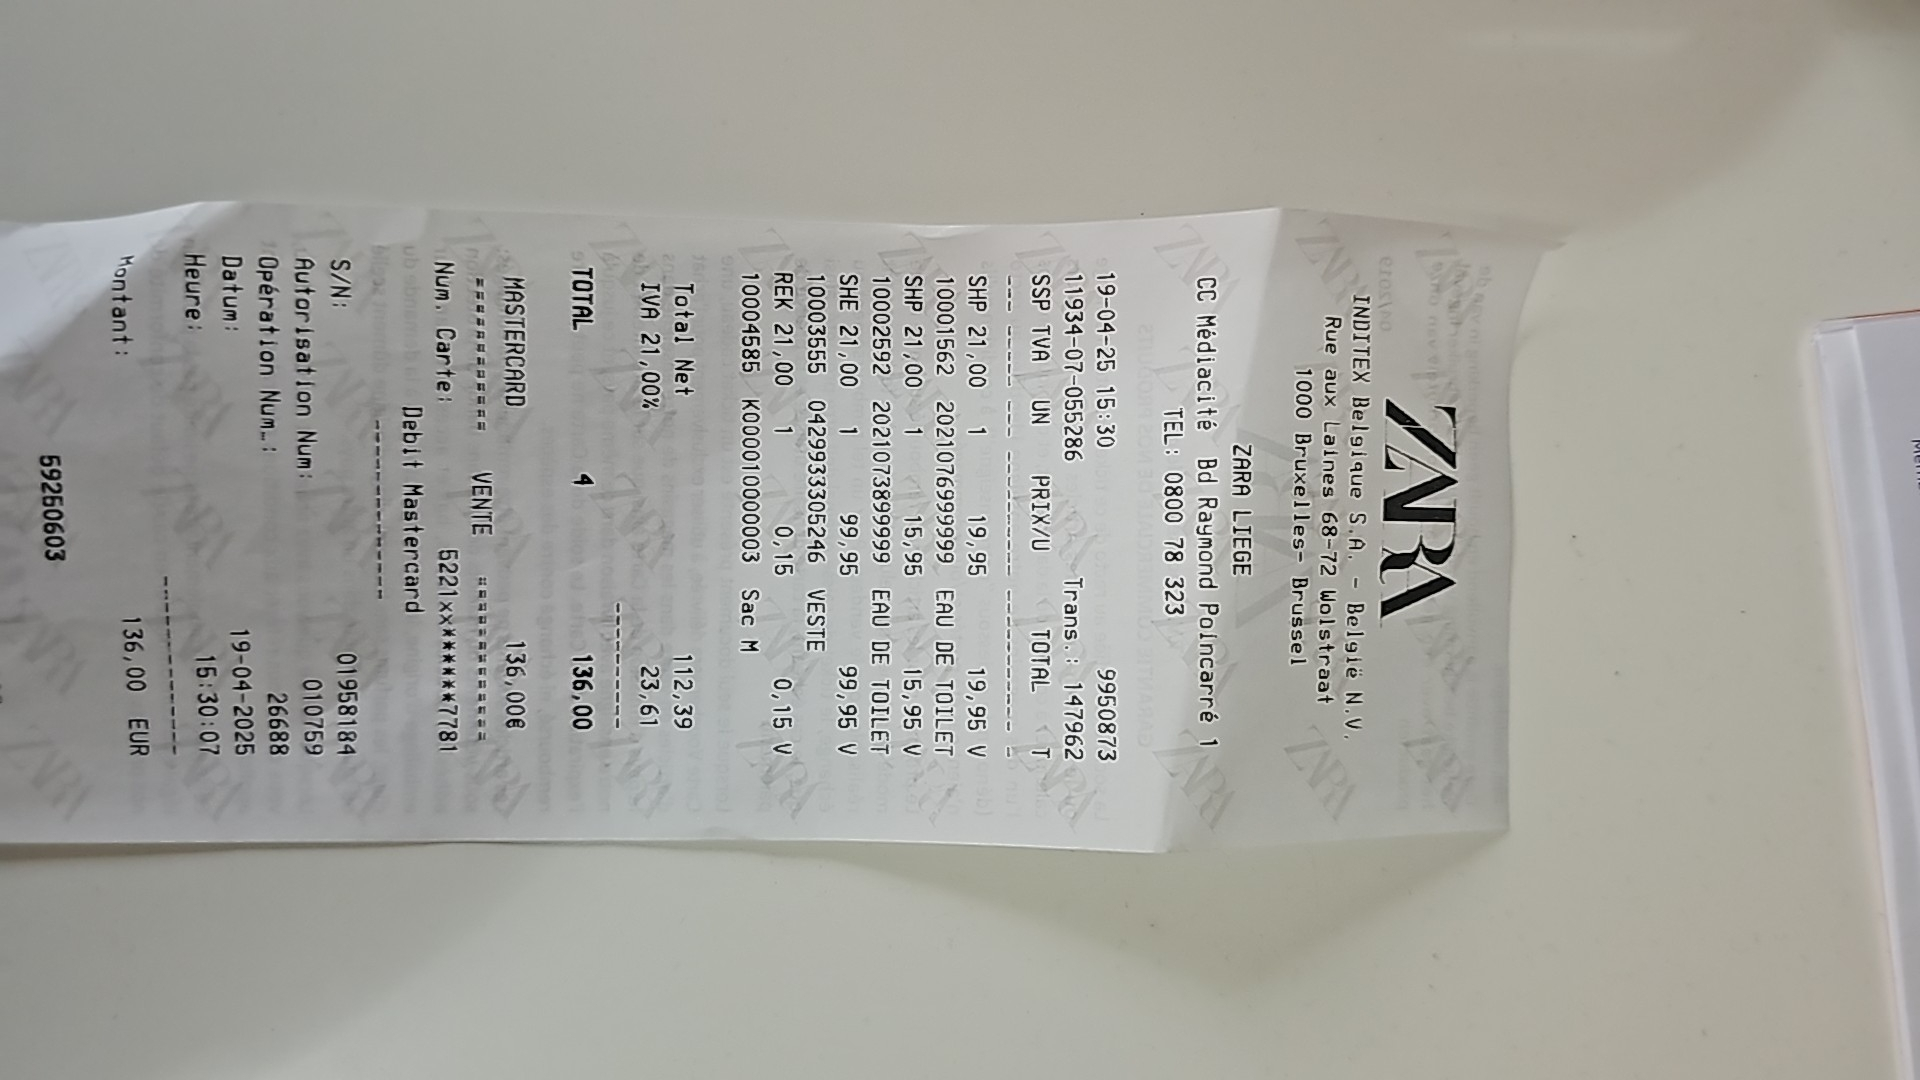 ZARA
INDITEX Belgique S.A. - België N.V.
Rue aux Laines 68-72 Wolstraat
1000 Bruxelles- Brussel
ZARA LIEGE
CC Médiacité Bd Raymond Poincarré 1
TEL: 0800 78 323
19-04-25 15:30 9950873
11934-07-055286 Trans.: 147962
SSP TVA UN PRIX/U TOTAL T
--- ----- --- ---------- ---------- -
SHP 21,00 1 19,95 19,95 V
10001562 20210769999999 EAU DE TOILET
SHP 21,00 1 15,95 15,95 V
10002592 20210738999999 EAU DE TOILET
SHE 21,00 1 99,95 99,95 V
10003555 04299333305246 VESTE
REK 21,00 1 0,15 0,15 V
10004585 K0000100000003 Sac M
Total Net 112,39
IVA 21,00% 23,61
----------
TOTAL 4 136,00
MASTERCARD 136,00€
=========== VENTE ============
Num. Carte: 5221xx******7781
Debit Mastercard
----------------
S/N: 01958184
Autorisation Num: 010759
Opération Num.: 26688
Datum: 19-04-2025
Heure: 15:30:07
----------------
Montant: 136,00 EUR
59260603